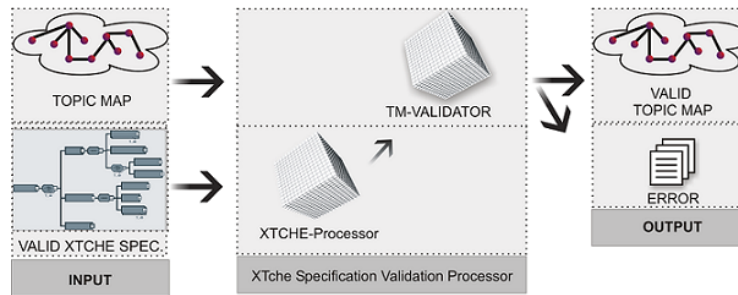 TOPIC MAP
TM-VALIDATOR
VALID
TOPIC MAP
XTCHE-Processor
ERROR
VALID XTCHE SPEC.
INPUT
XTche Specification Validation Processor
OUTPUT